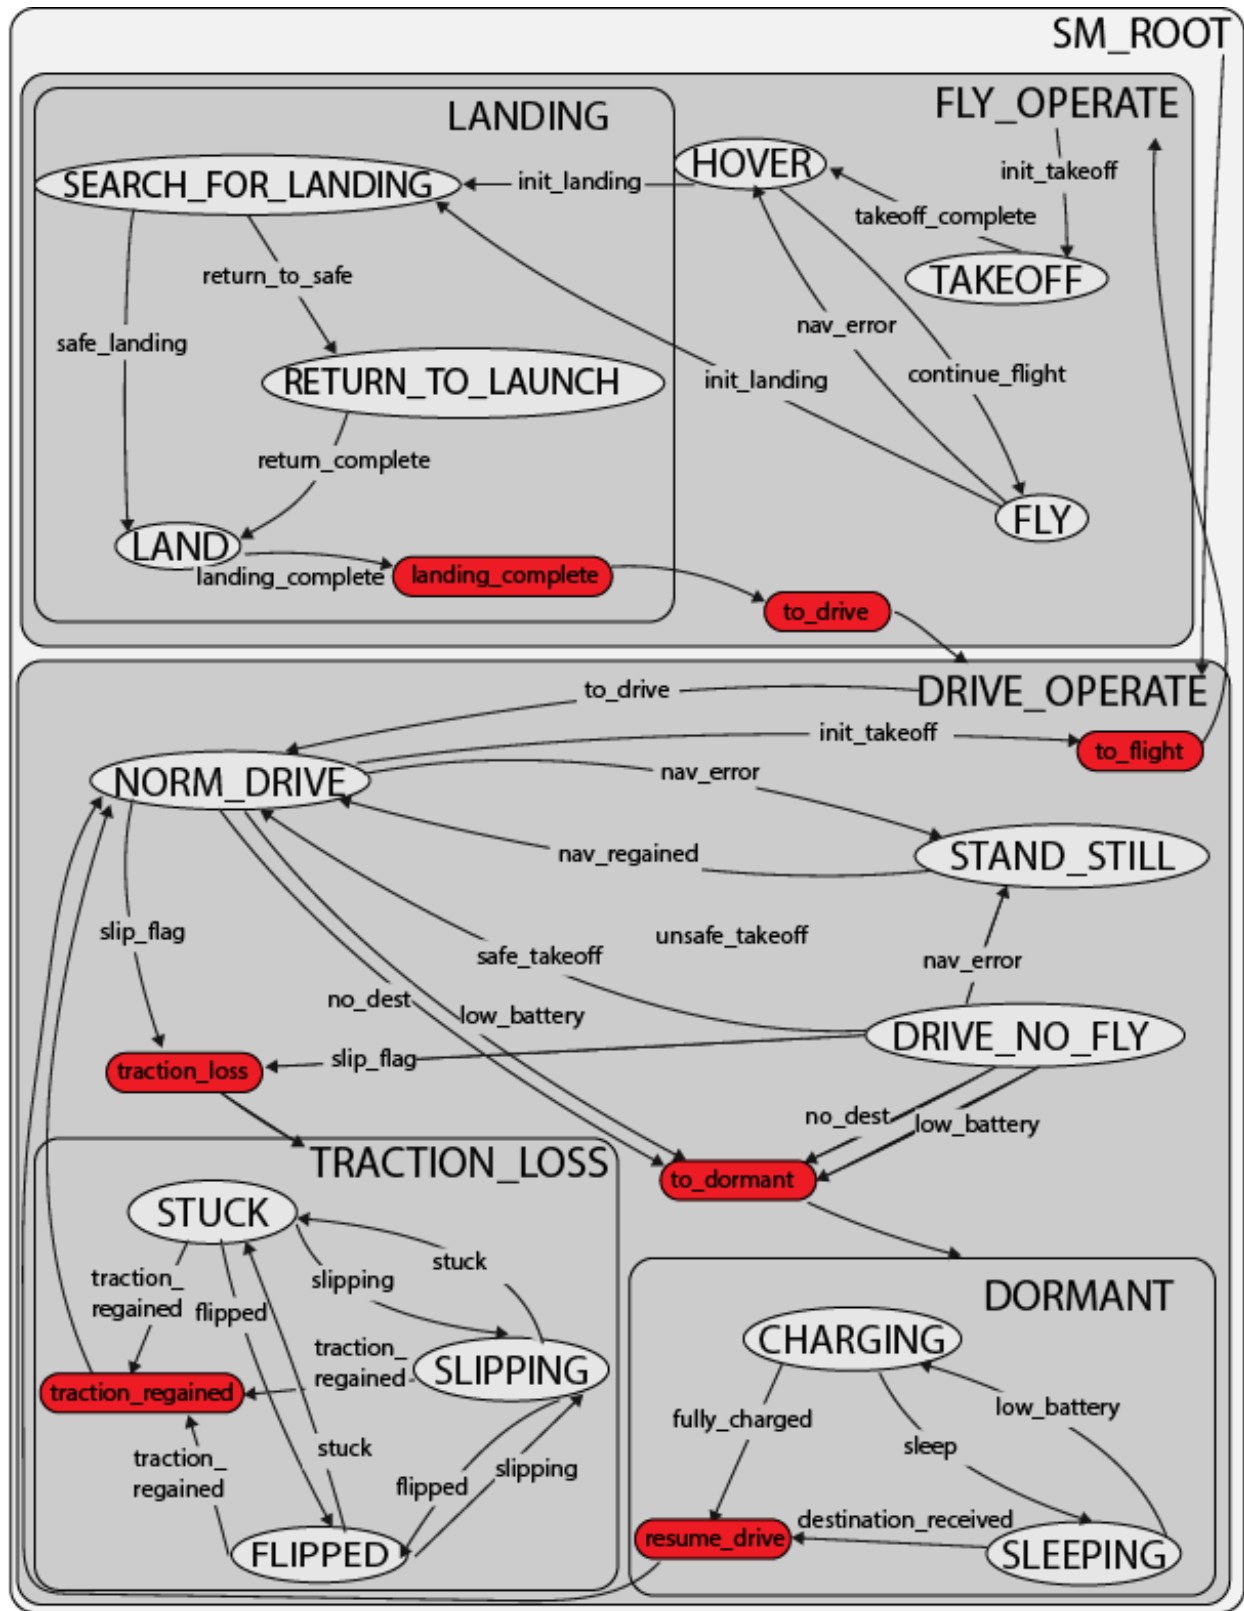 SM_ROOT
FLY_OPERATE
LANDING
HOVER
SEARCH_FOR_LANDING
init_landing
init_takeoff
takeoff_complete
TAKEOFF
return_to_safe
nav_error
safe_landing
RETURN_TO_LAUNCH
init_landing
continue_flight
return_complete
FLY
LAND
landing_complete
landing_complete
to_drive
to_drive
DRIVE_OPERATE
init_takeoff
to_flight
NORM_DRIVE
nav_error
nav_regained
STAND_STILL
slip_flag
unsafe_takeoff
safe_takeoff
nav_error
no_dest
low_battery
DRIVE_NO_FLY
slip_flag
traction_loss
no_dest
low_battery
TRACTION_LOSS
to_dormant
STUCK
traction_
regained
slipping
stuck
flipped
DORMANT
CHARGING
traction_
regained
SLIPPING
traction_regained
fully_charged
low_battery
sleep
stuck
slipping
traction_
regained
flipped
destination_received
resume_drive
FLIPPED
SLEEPING